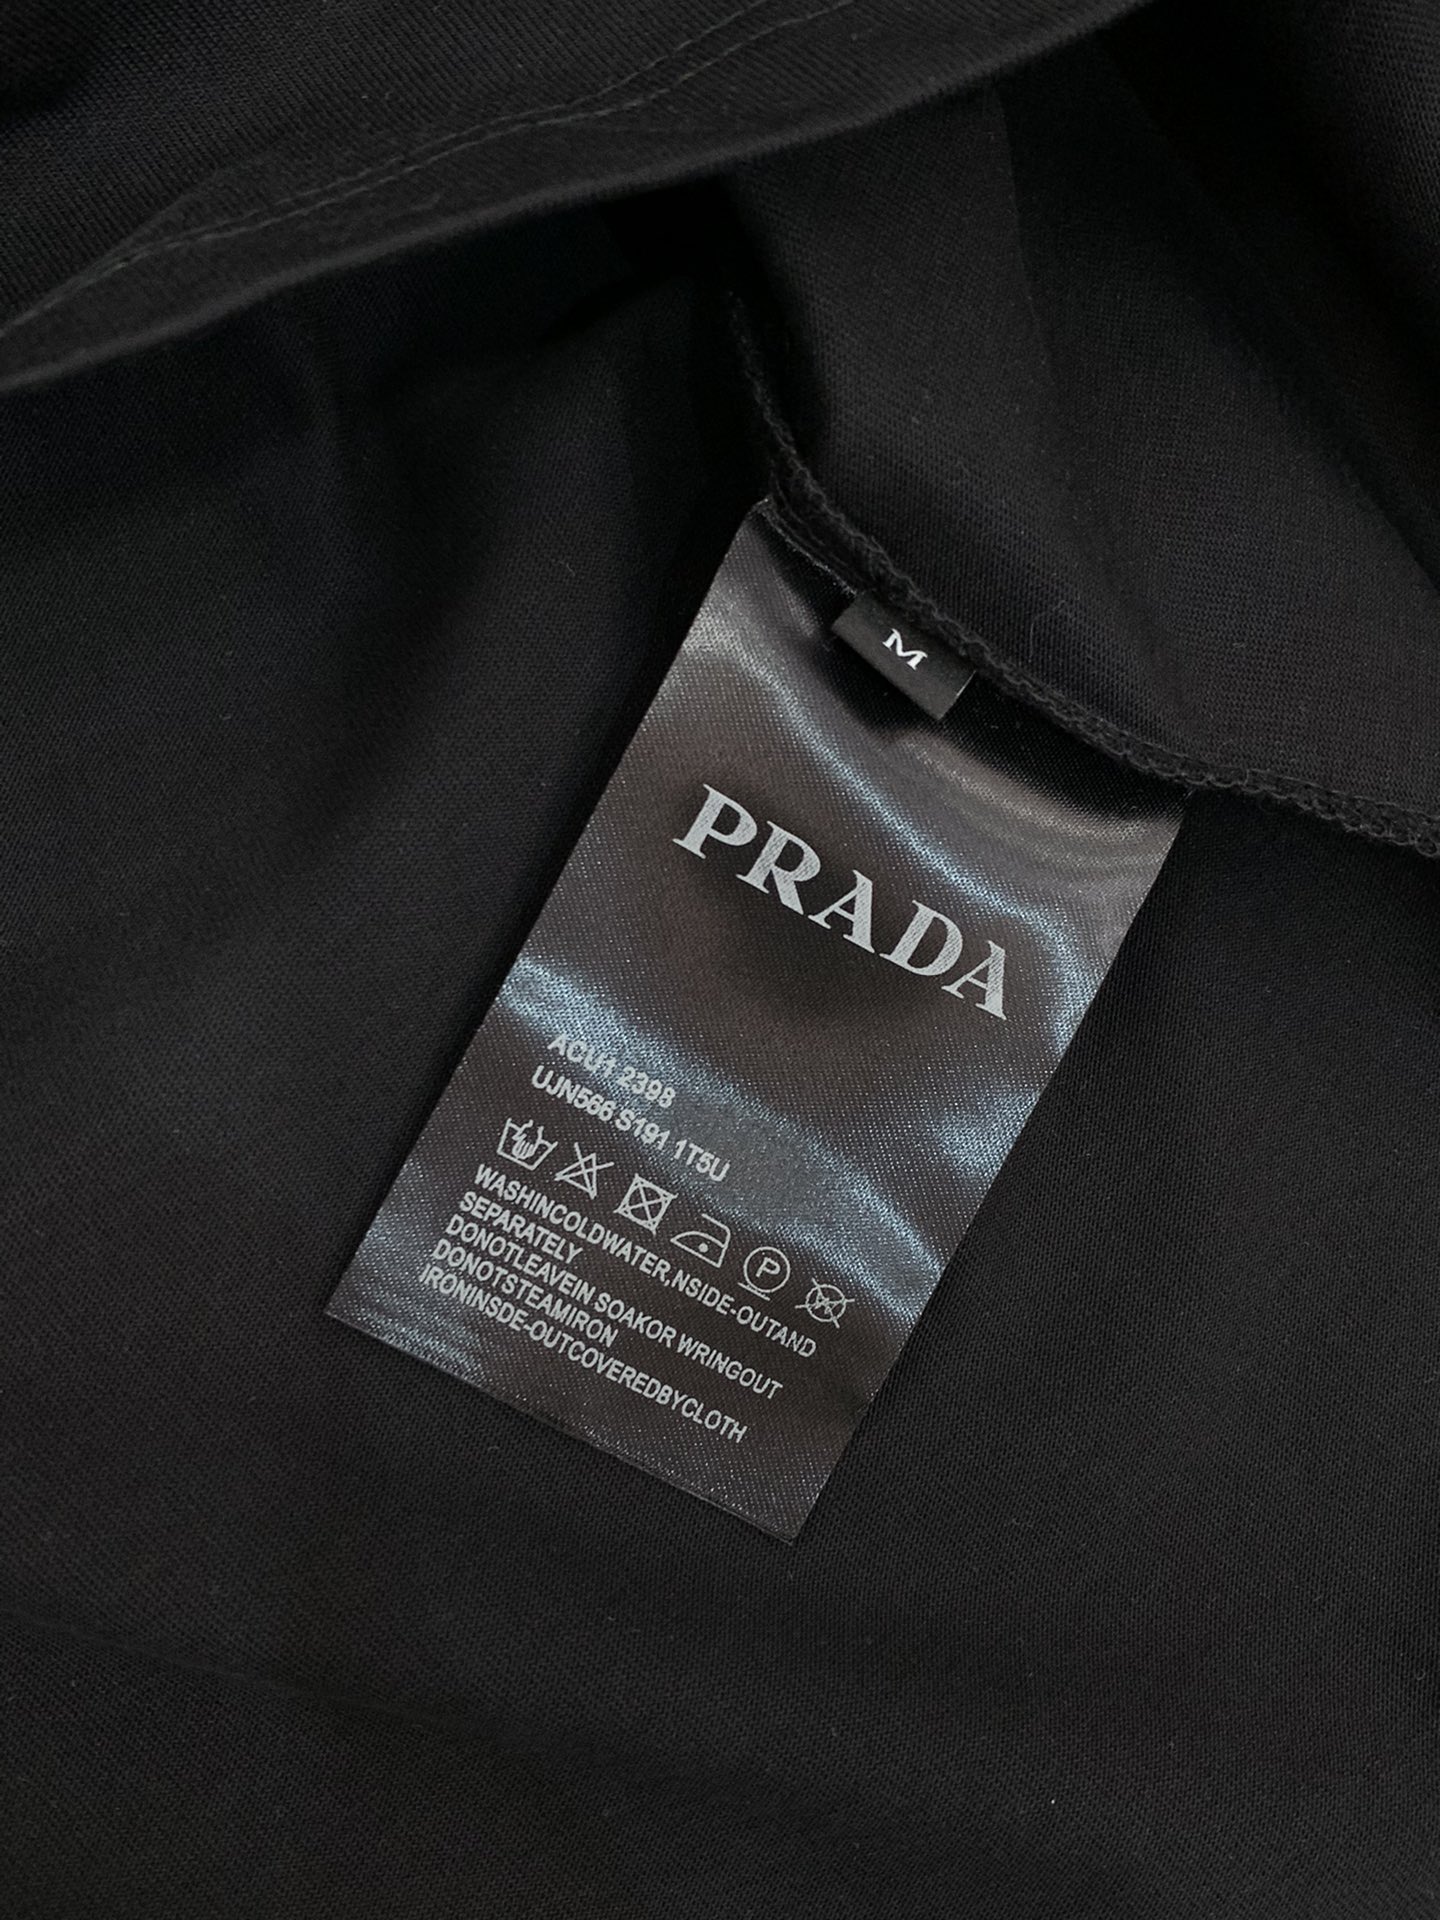 M
PRADA
ACU1 2398
UJN566 S191 1T5U
WASHINCOLDWATER,NSIDE-OUTAND
SEPARATELY
DONOTLEAVEIN SOAKOR WRINGOUT
DONOTSTEAMIRON
IRONINSDE-OUTCOVEREDBYCLOTH